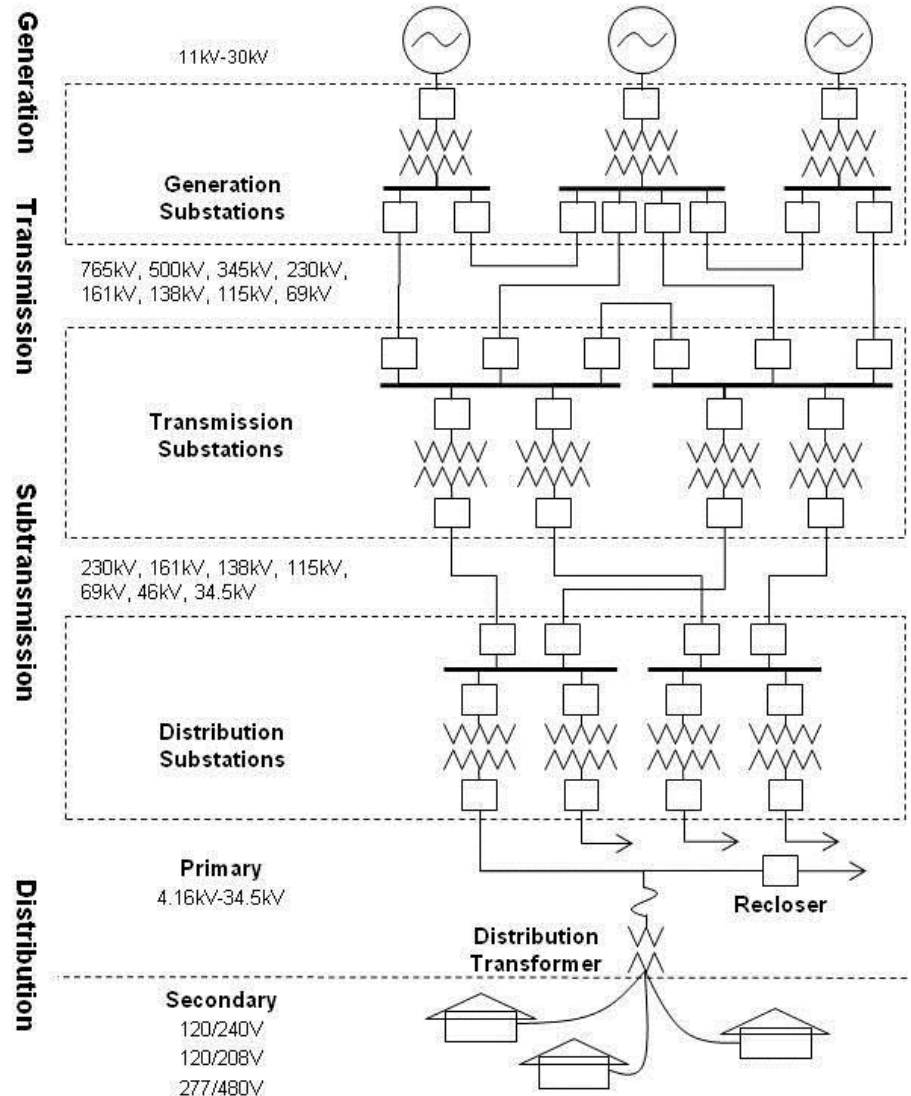 Generation
11kV-30kV
Generation
Substations
Transmission
765kV, 500kV, 345kV, 230kV,
161kV, 138kV, 115kV, 69kV
Transmission
Substations
Subtransmission
230kV, 161kV, 138kV, 115kV,
69kV, 46kV, 34.5kV
Distribution
Substations
Distribution
Primary
4.16kV-34.5kV
Recloser
Distribution
Transformer
Secondary
120/240V
120/208V
277/480V